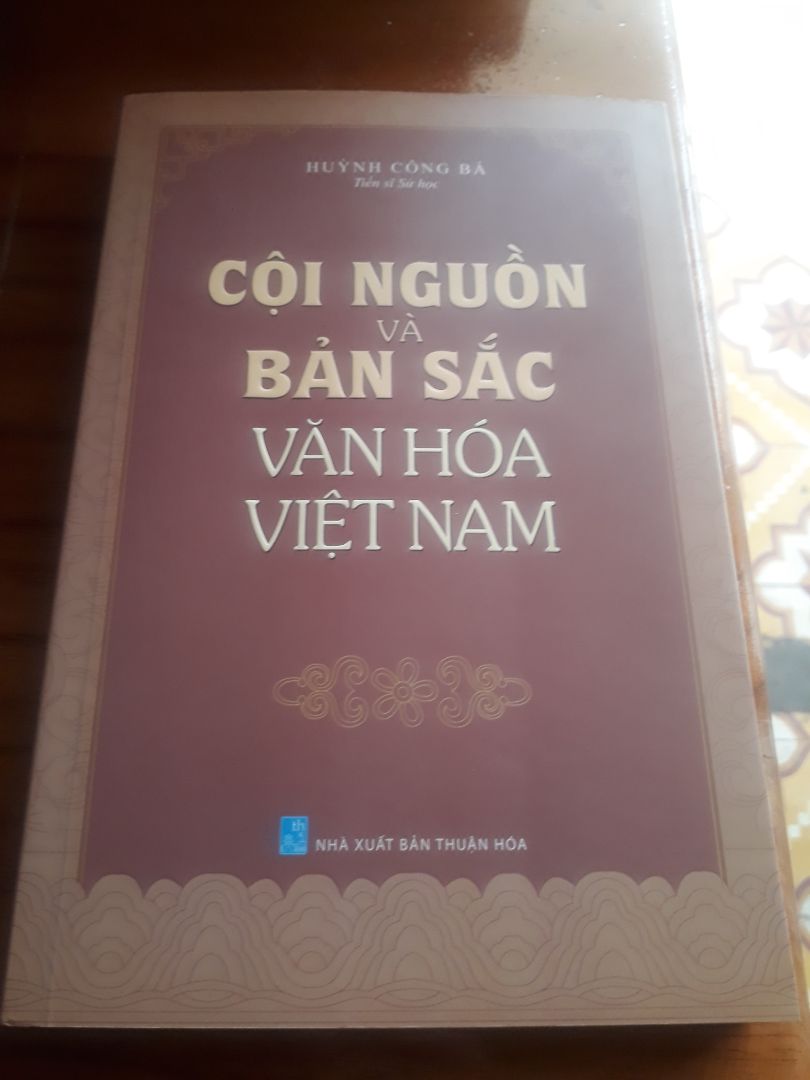 HUỲNH CÔNG BÁ
Tiến sĩ Sử học
CỘI NGUỒN
VÀ
BẢN SẮC
VĂN HÓA
VIỆT NAM
th
NHÀ XUẤT BẢN THUẬN HÓA